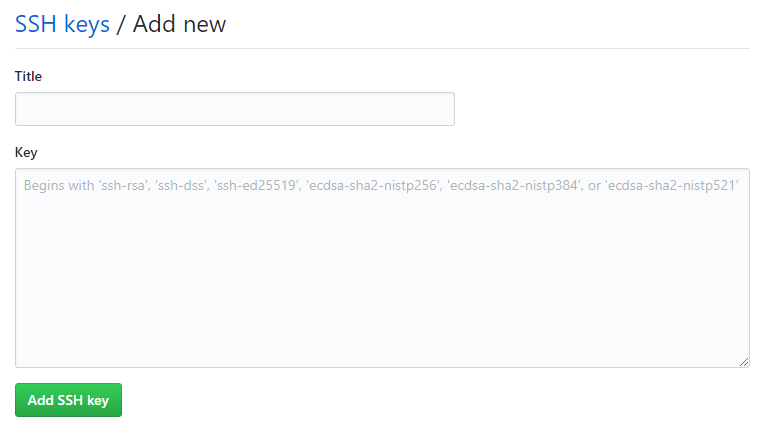 SSH keys / Add new
Title
Key
Begins with 'ssh-rsa', 'ssh-dss', 'ssh-ed25519', 'ecdsa-sha2-nistp256', 'ecdsa-sha2-nistp384', or 'ecdsa-sha2-nistp521'
Add SSH key